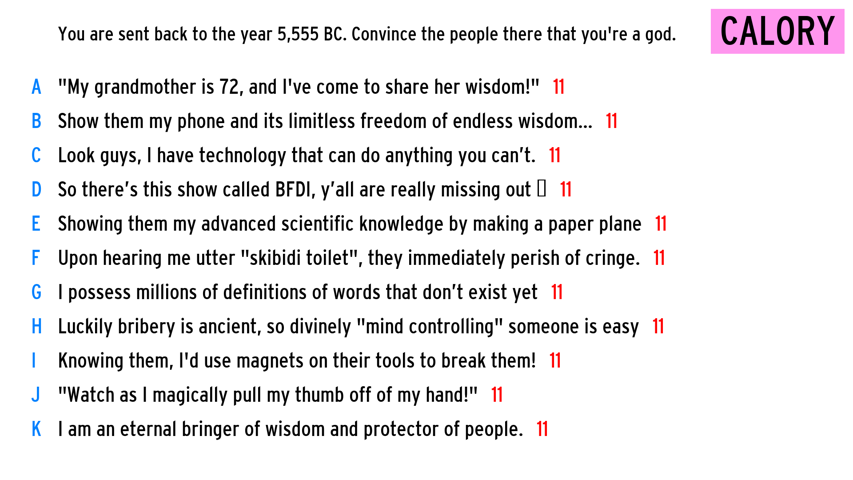 You are sent back to the year 5,555 BC. Convince the people there that you're a god.
CALORY
A "My grandmother is 72, and I've come to share her wisdom!" 11
B Show them my phone and its limitless freedom of endless wisdom... 11
C Look guys, I have technology that can do anything you can’t. 11
D So there’s this show called BFDI, y’all are really missing out 11
E Showing them my advanced scientific knowledge by making a paper plane 11
F Upon hearing me utter "skibidi toilet", they immediately perish of cringe. 11
G I possess millions of definitions of words that don’t exist yet 11
H Luckily bribery is ancient, so divinely "mind controlling" someone is easy 11
I Knowing them, I'd use magnets on their tools to break them! 11
J "Watch as I magically pull my thumb off of my hand!" 11
K I am an eternal bringer of wisdom and protector of people. 11